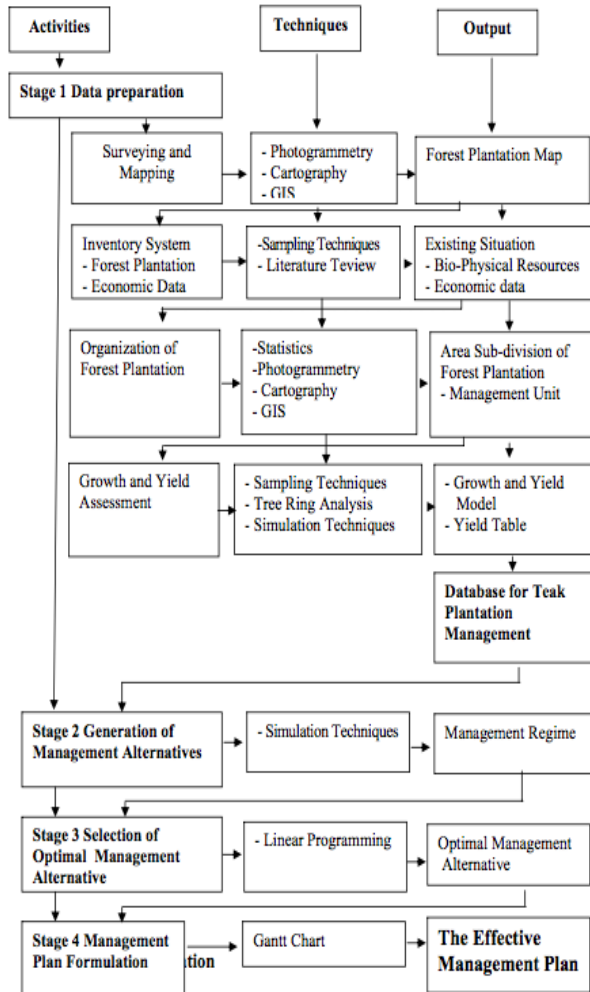 Activities
Techniques
Output
Stage 1 Data preparation
Surveying and
Mapping
- Photogrammetry
- Cartography
- GIS
Forest Plantation Map
Inventory System
- Forest Plantation
- Economic Data
-Sampling Techniques
- Literature Teview
Existing Situation
- Bio-Physical Resources
- Economic data
Organization of
Forest Plantation
-Statistics
-Photogrammetry
- Cartography
- GIS
Area Sub-division of
Forest Plantation
- Management Unit
Growth and Yield
Assessment
- Sampling Techniques
- Tree Ring Analysis
- Simulation Techniques
- Growth and Yield
Model
- Yield Table
Database for Teak
Plantation
Management
Stage 2 Generation of
Management Alternatives
- Simulation Techniques
Management Regime
Stage 3 Selection of
Optimal Management
Alternative
- Linear Programming
Optimal Management
Alternative
Stage 4 Management
Plan Formulation
Gantt Chart
The Effective
Management Plan